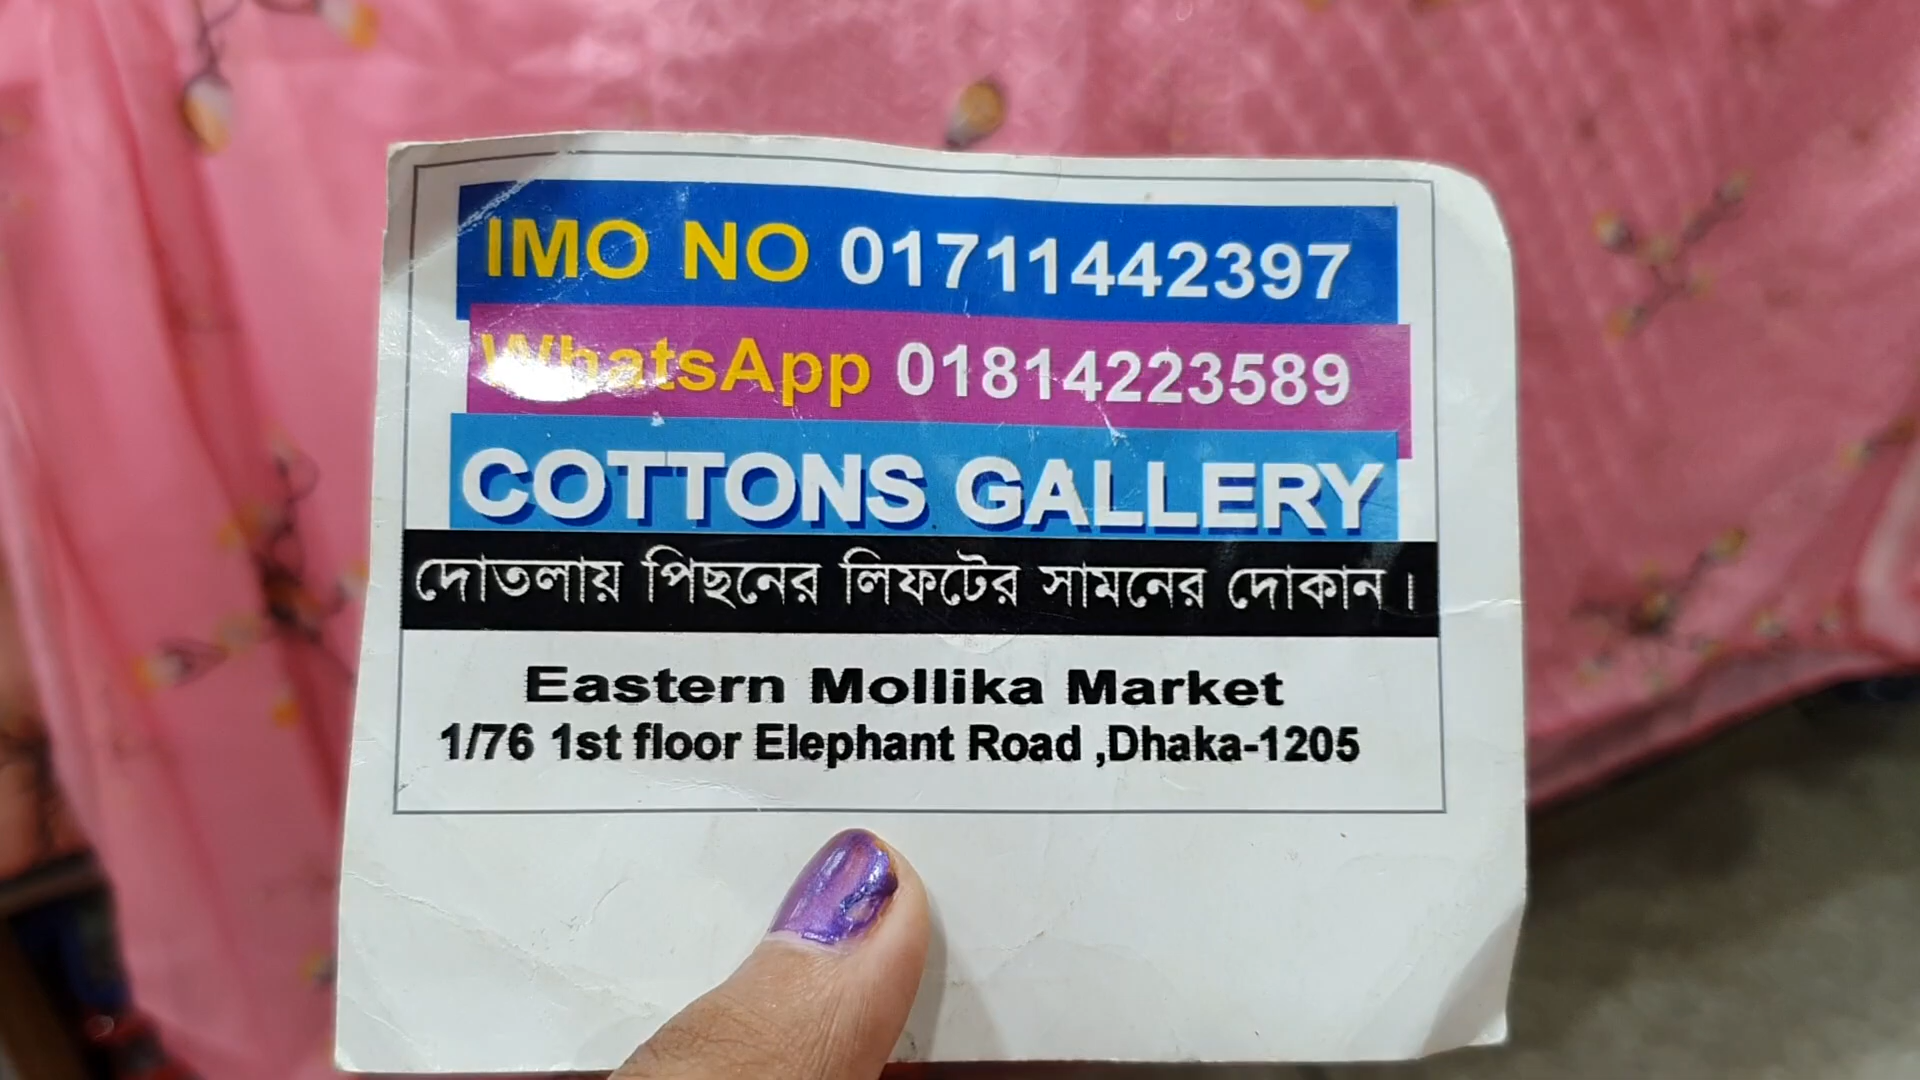 IMO NO 01711442397
WhatsApp 01814223589
COTTONS GALLERY
দোতলায় পিছনের লিফটের সামনের দোকান।
Eastern Mollika Market
1/76 1st floor Elephant Road ,Dhaka-1205